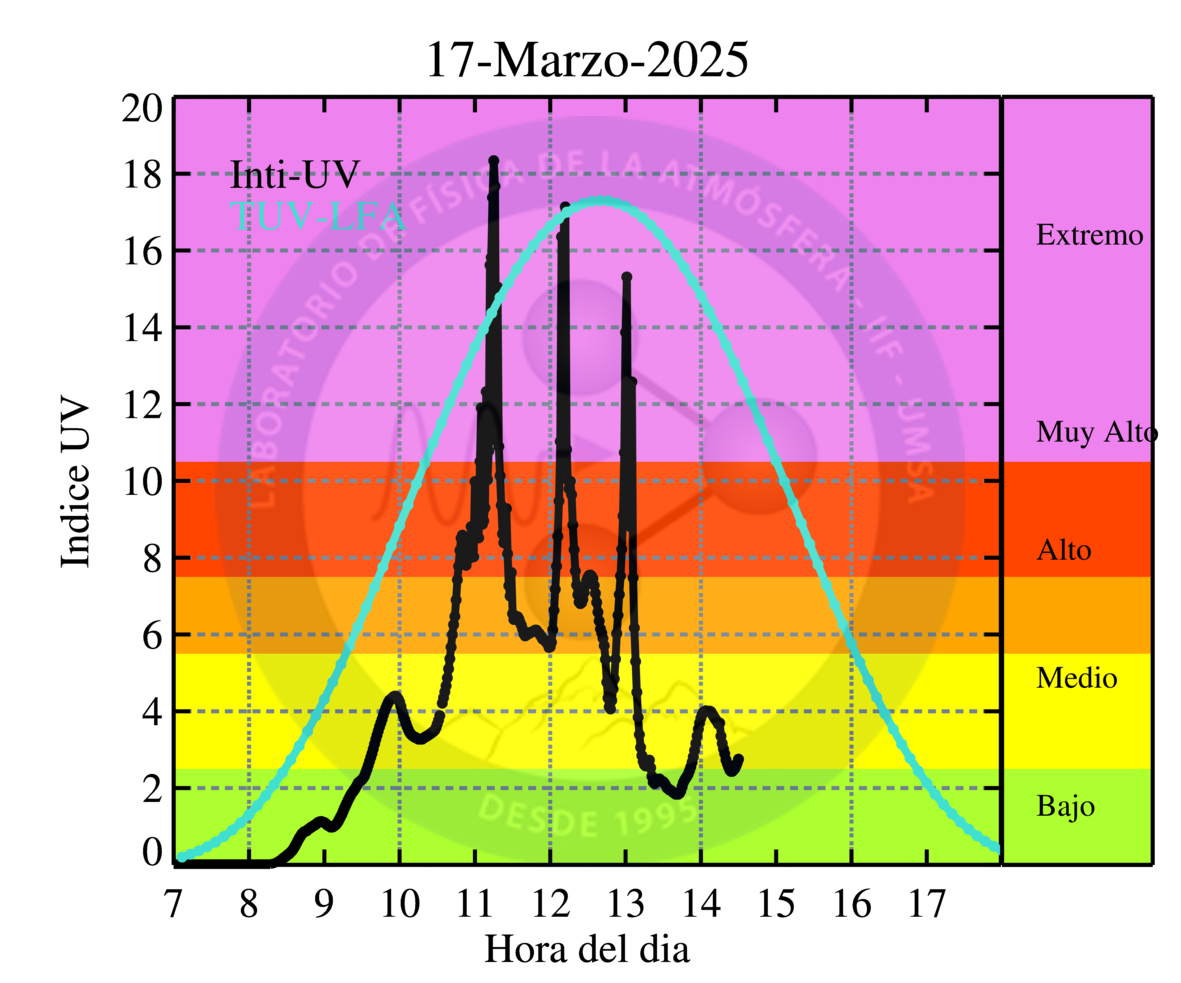 17-Marzo-2025
20
18
16
14
12
10
8
6
4
2
0
Indice UV
Inti-UV
TUV-LFA
LABORATORIO DE FÍSICA DE LA ATMÓSFERA - IIF - UMSA
DESDE 1995
Extremo
Muy Alto
Alto
Medio
Bajo
7 8 9 10 11 12 13 14 15 16 17
Hora del dia